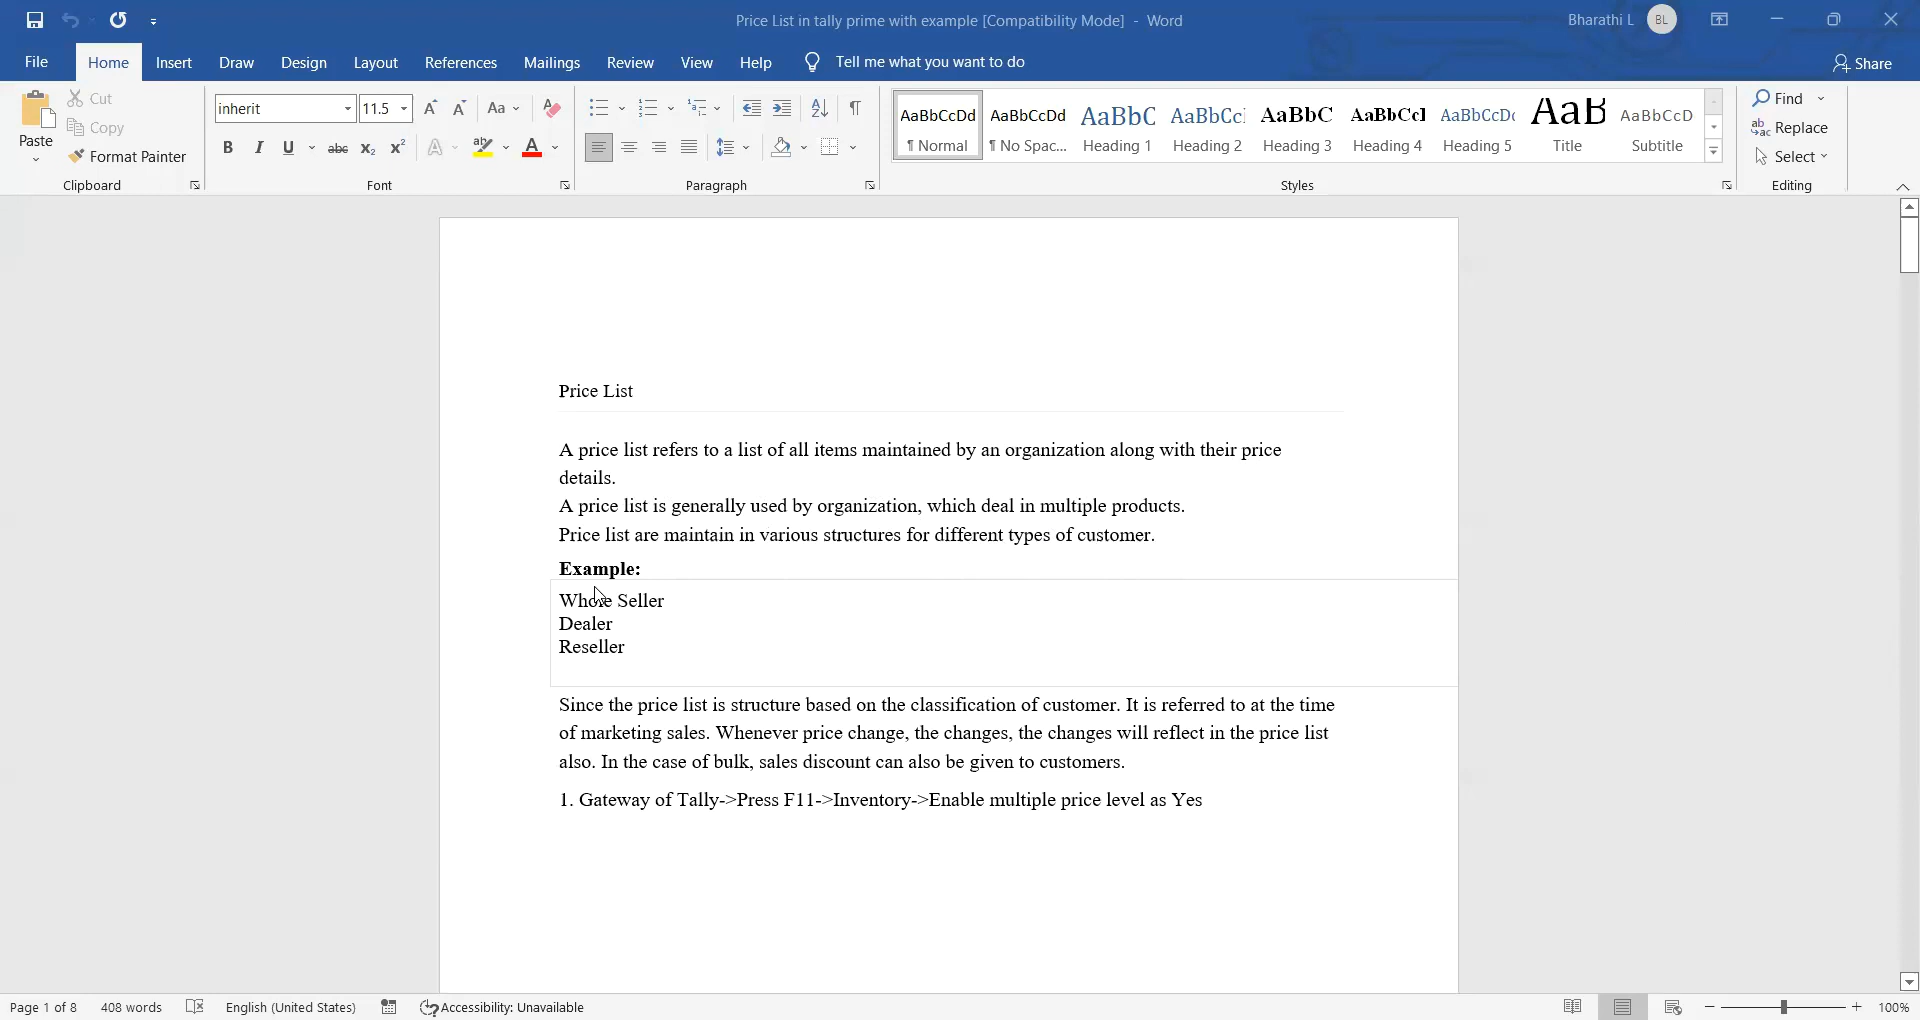 Price List in tally prime with example [Compatibility Mode] - Word
Bharathi L BL
File Home Insert Draw Design Layout References Mailings Review View Help Tell me what you want to do Share
Paste
Cut
Copy
Format Painter
Clipboard
inherit 11.5
Aa
B I U abc x₂ x² A ab A
Font
Paragraph
AaBbCcDd AaBbCcDd AaBbC AaBbCc AaBbC AaBbCcI AaBbCcDc AaB AaBbCcD
¶ Normal ¶ No Spac... Heading 1 Heading 2 Heading 3 Heading 4 Heading 5 Title Subtitle
Styles
Find
Replace
Select
Editing
Price List
A price list refers to a list of all items maintained by an organization along with their price
details.
A price list is generally used by organization, which deal in multiple products.
Price list are maintain in various structures for different types of customer.
Example:
Whole Seller
Dealer
Reseller
Since the price list is structure based on the classification of customer. It is referred to at the time
of marketing sales. Whenever price change, the changes, the changes will reflect in the price list
also. In the case of bulk, sales discount can also be given to customers.
1. Gateway of Tally->Press F11->Inventory->Enable multiple price level as Yes
Page 1 of 8 408 words English (United States) Accessibility: Unavailable 100%